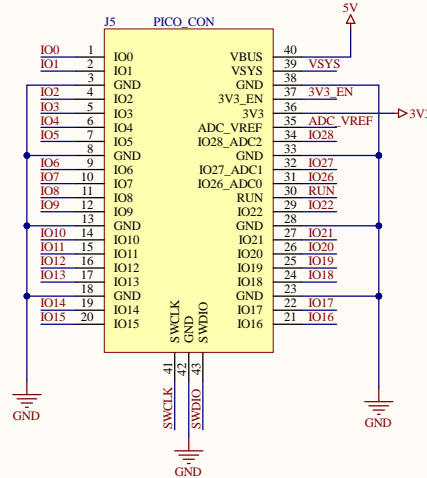 J5 PICO_CON 5V
IO0 1 IO0 VBUS 40
IO1 2 IO1 VSYS 39 VSYS
3 GND GND 38
IO2 4 IO2 3V3_EN 37 3V3_EN
IO3 5 IO3 3V3 36 3V3
IO4 6 IO4 ADC_VREF 35 ADC_VREF
IO5 7 IO5 IO28_ADC2 34 IO28
8 GND GND 33
IO6 9 IO6 IO27_ADC1 32 IO27
IO7 10 IO7 IO26_ADC0 31 IO26
IO8 11 IO8 RUN 30 RUN
IO9 12 IO9 IO22 29 IO22
13 GND GND 28
IO10 14 IO10 IO21 27 IO21
IO11 15 IO11 IO20 26 IO20
IO12 16 IO12 IO19 25 IO19
IO13 17 IO13 IO18 24 IO18
18 GND GND 23
IO14 19 IO14 IO17 22 IO17
IO15 20 IO15 IO16 21 IO16
SWCLK GND SWDIO
41 42 43
SWCLK SWDIO
GND GND
GND